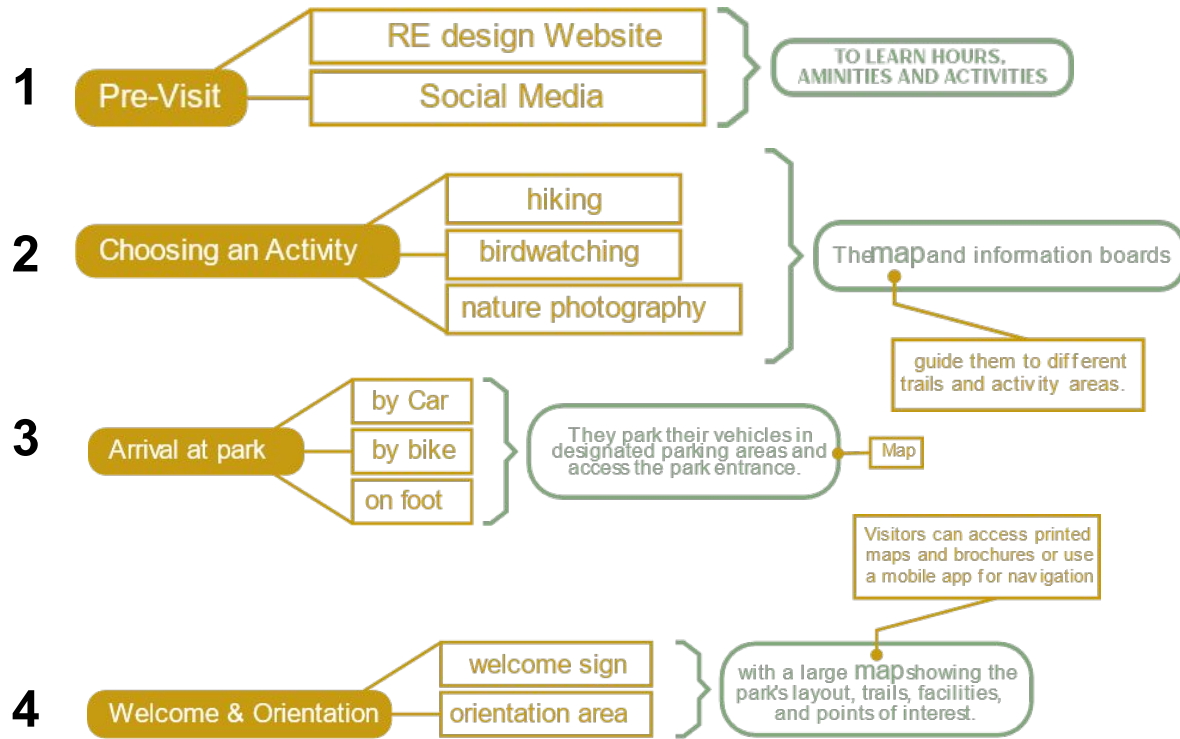 1
Pre-Visit
RE design Website
Social Media
TO LEARN HOURS,
AMINITIES AND ACTIVITIES
2
Choosing an Activity
hiking
birdwatching
nature photography
The map and information boards
guide them to different
trails and activity areas.
3
Arrival at park
by Car
by bike
on foot
They park their vehicles in
designated parking areas and
access the park entrance.
Map
4
Welcome & Orientation
welcome sign
orientation area
Visitors can access printed
maps and brochures or use
a mobile app for navigation
with a large map showing the
park's layout, trails, facilities,
and points of interest.